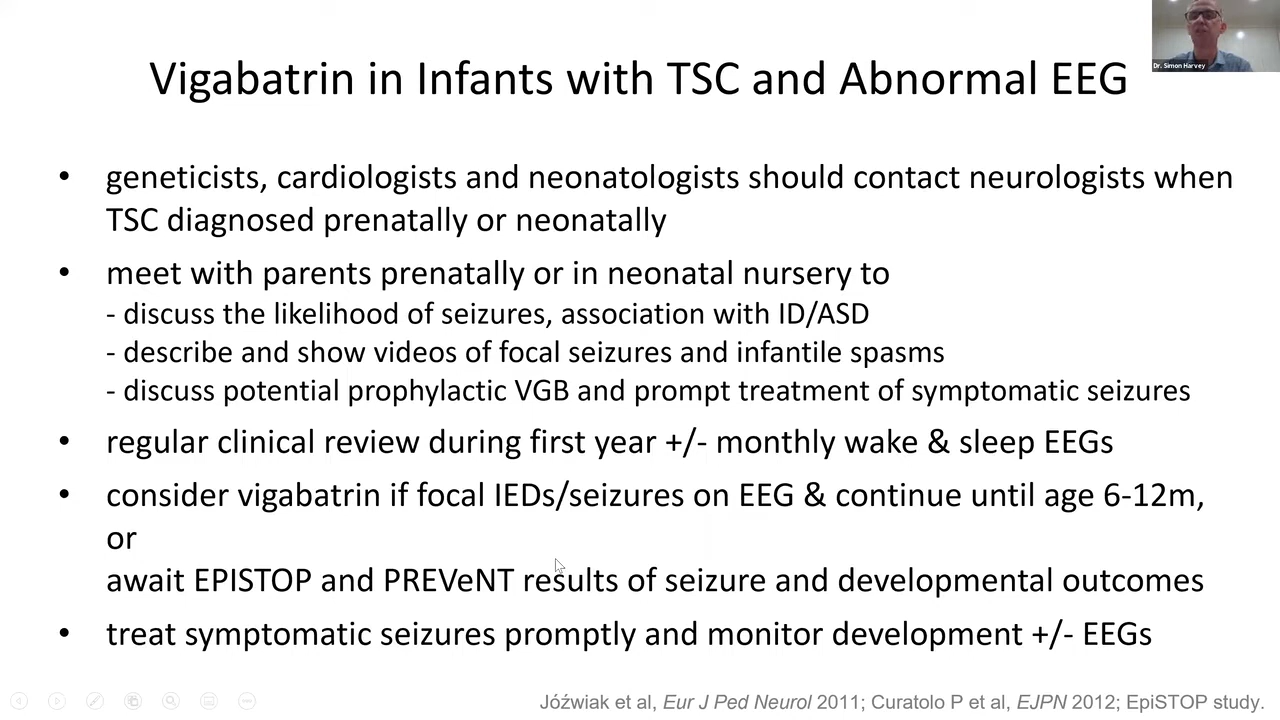 Dr. Simon Harvey
Vigabatrin in Infants with TSC and Abnormal EEG
• geneticists, cardiologists and neonatologists should contact neurologists when
TSC diagnosed prenatally or neonatally
• meet with parents prenatally or in neonatal nursery to
- discuss the likelihood of seizures, association with ID/ASD
- describe and show videos of focal seizures and infantile spasms
- discuss potential prophylactic VGB and prompt treatment of symptomatic seizures
• regular clinical review during first year +/- monthly wake & sleep EEGs
• consider vigabatrin if focal IEDs/seizures on EEG & continue until age 6-12m,
or
await EPISTOP and PREVeNT results of seizure and developmental outcomes
• treat symptomatic seizures promptly and monitor development +/- EEGs
Jóźwiak et al, Eur J Ped Neurol 2011; Curatolo P et al, EJPN 2012; EpiSTOP study.